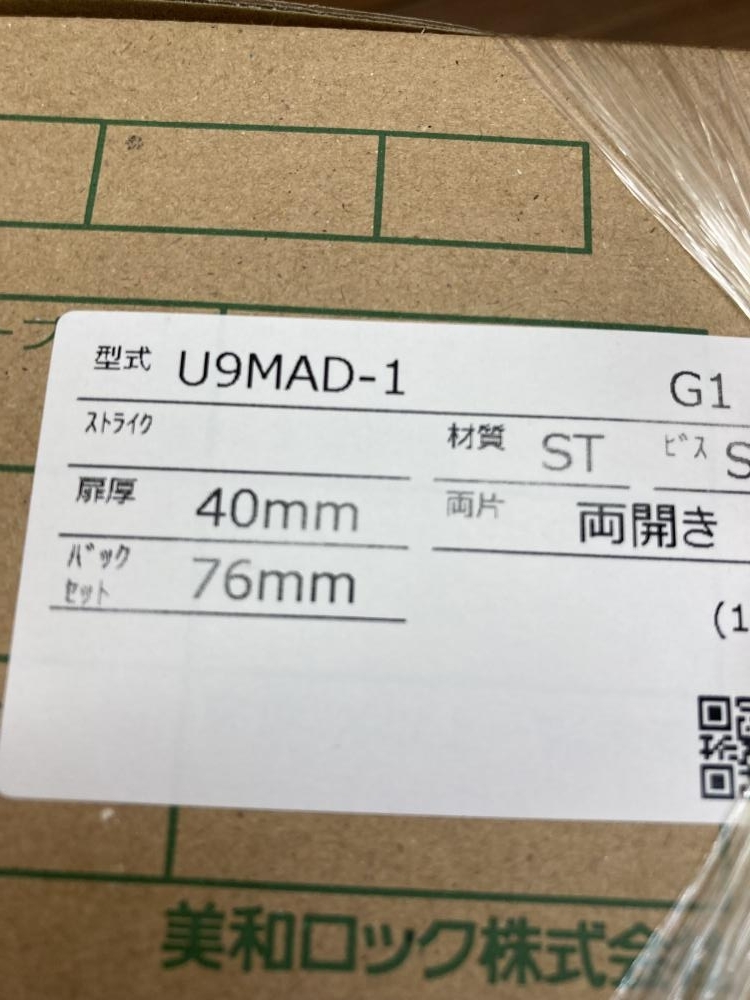 型式 U9MAD-1 G1
ｽﾄﾗｲｸ 材質 ST ﾋﾞｽ S
扉厚 40mm 両片 両開き
ﾊﾞｯｸ
ｾｯﾄ 76mm
(1
美和ロック株式会